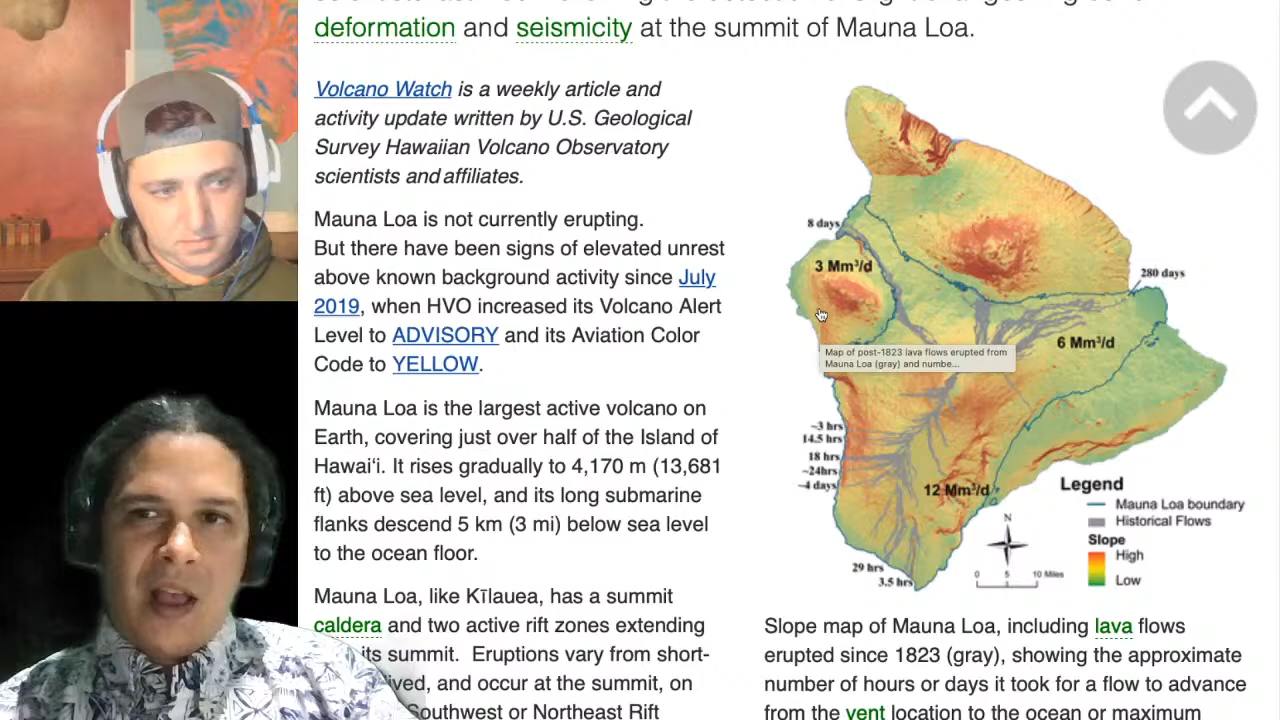 deformation and seismicity at the summit of Mauna Loa.
Volcano Watch is a weekly article and
activity update written by U.S. Geological
Survey Hawaiian Volcano Observatory
scientists and affiliates.
Mauna Loa is not currently erupting.
But there have been signs of elevated unrest
above known background activity since July
2019, when HVO increased its Volcano Alert
Level to ADVISORY and its Aviation Color
Code to YELLOW.
Mauna Loa is the largest active volcano on
Earth, covering just over half of the Island of
Hawaiʻi. It rises gradually to 4,170 m (13,681
ft) above sea level, and its long submarine
flanks descend 5 km (3 mi) below sea level
to the ocean floor.
Mauna Loa, like Kīlauea, has a summit
caldera and two active rift zones extending
its summit. Eruptions vary from short-
ived, and occur at the summit, on
Southwest or Northeast Rift
8 days
3 Mm³/d
280 days
6 Mm³/d
Map of post-1823 lava flows erupted from
Mauna Loa (gray) and numbe...
~3 hrs
14.5 hrs
18 hrs
~24hrs
~4 days
12 Mm³/d
29 hrs
3.5 hrs
N
0 5 10 Miles
Legend
Mauna Loa boundary
Historical Flows
Slope
High
Low
Slope map of Mauna Loa, including lava flows
erupted since 1823 (gray), showing the approximate
number of hours or days it took for a flow to advance
from the vent location to the ocean or maximum